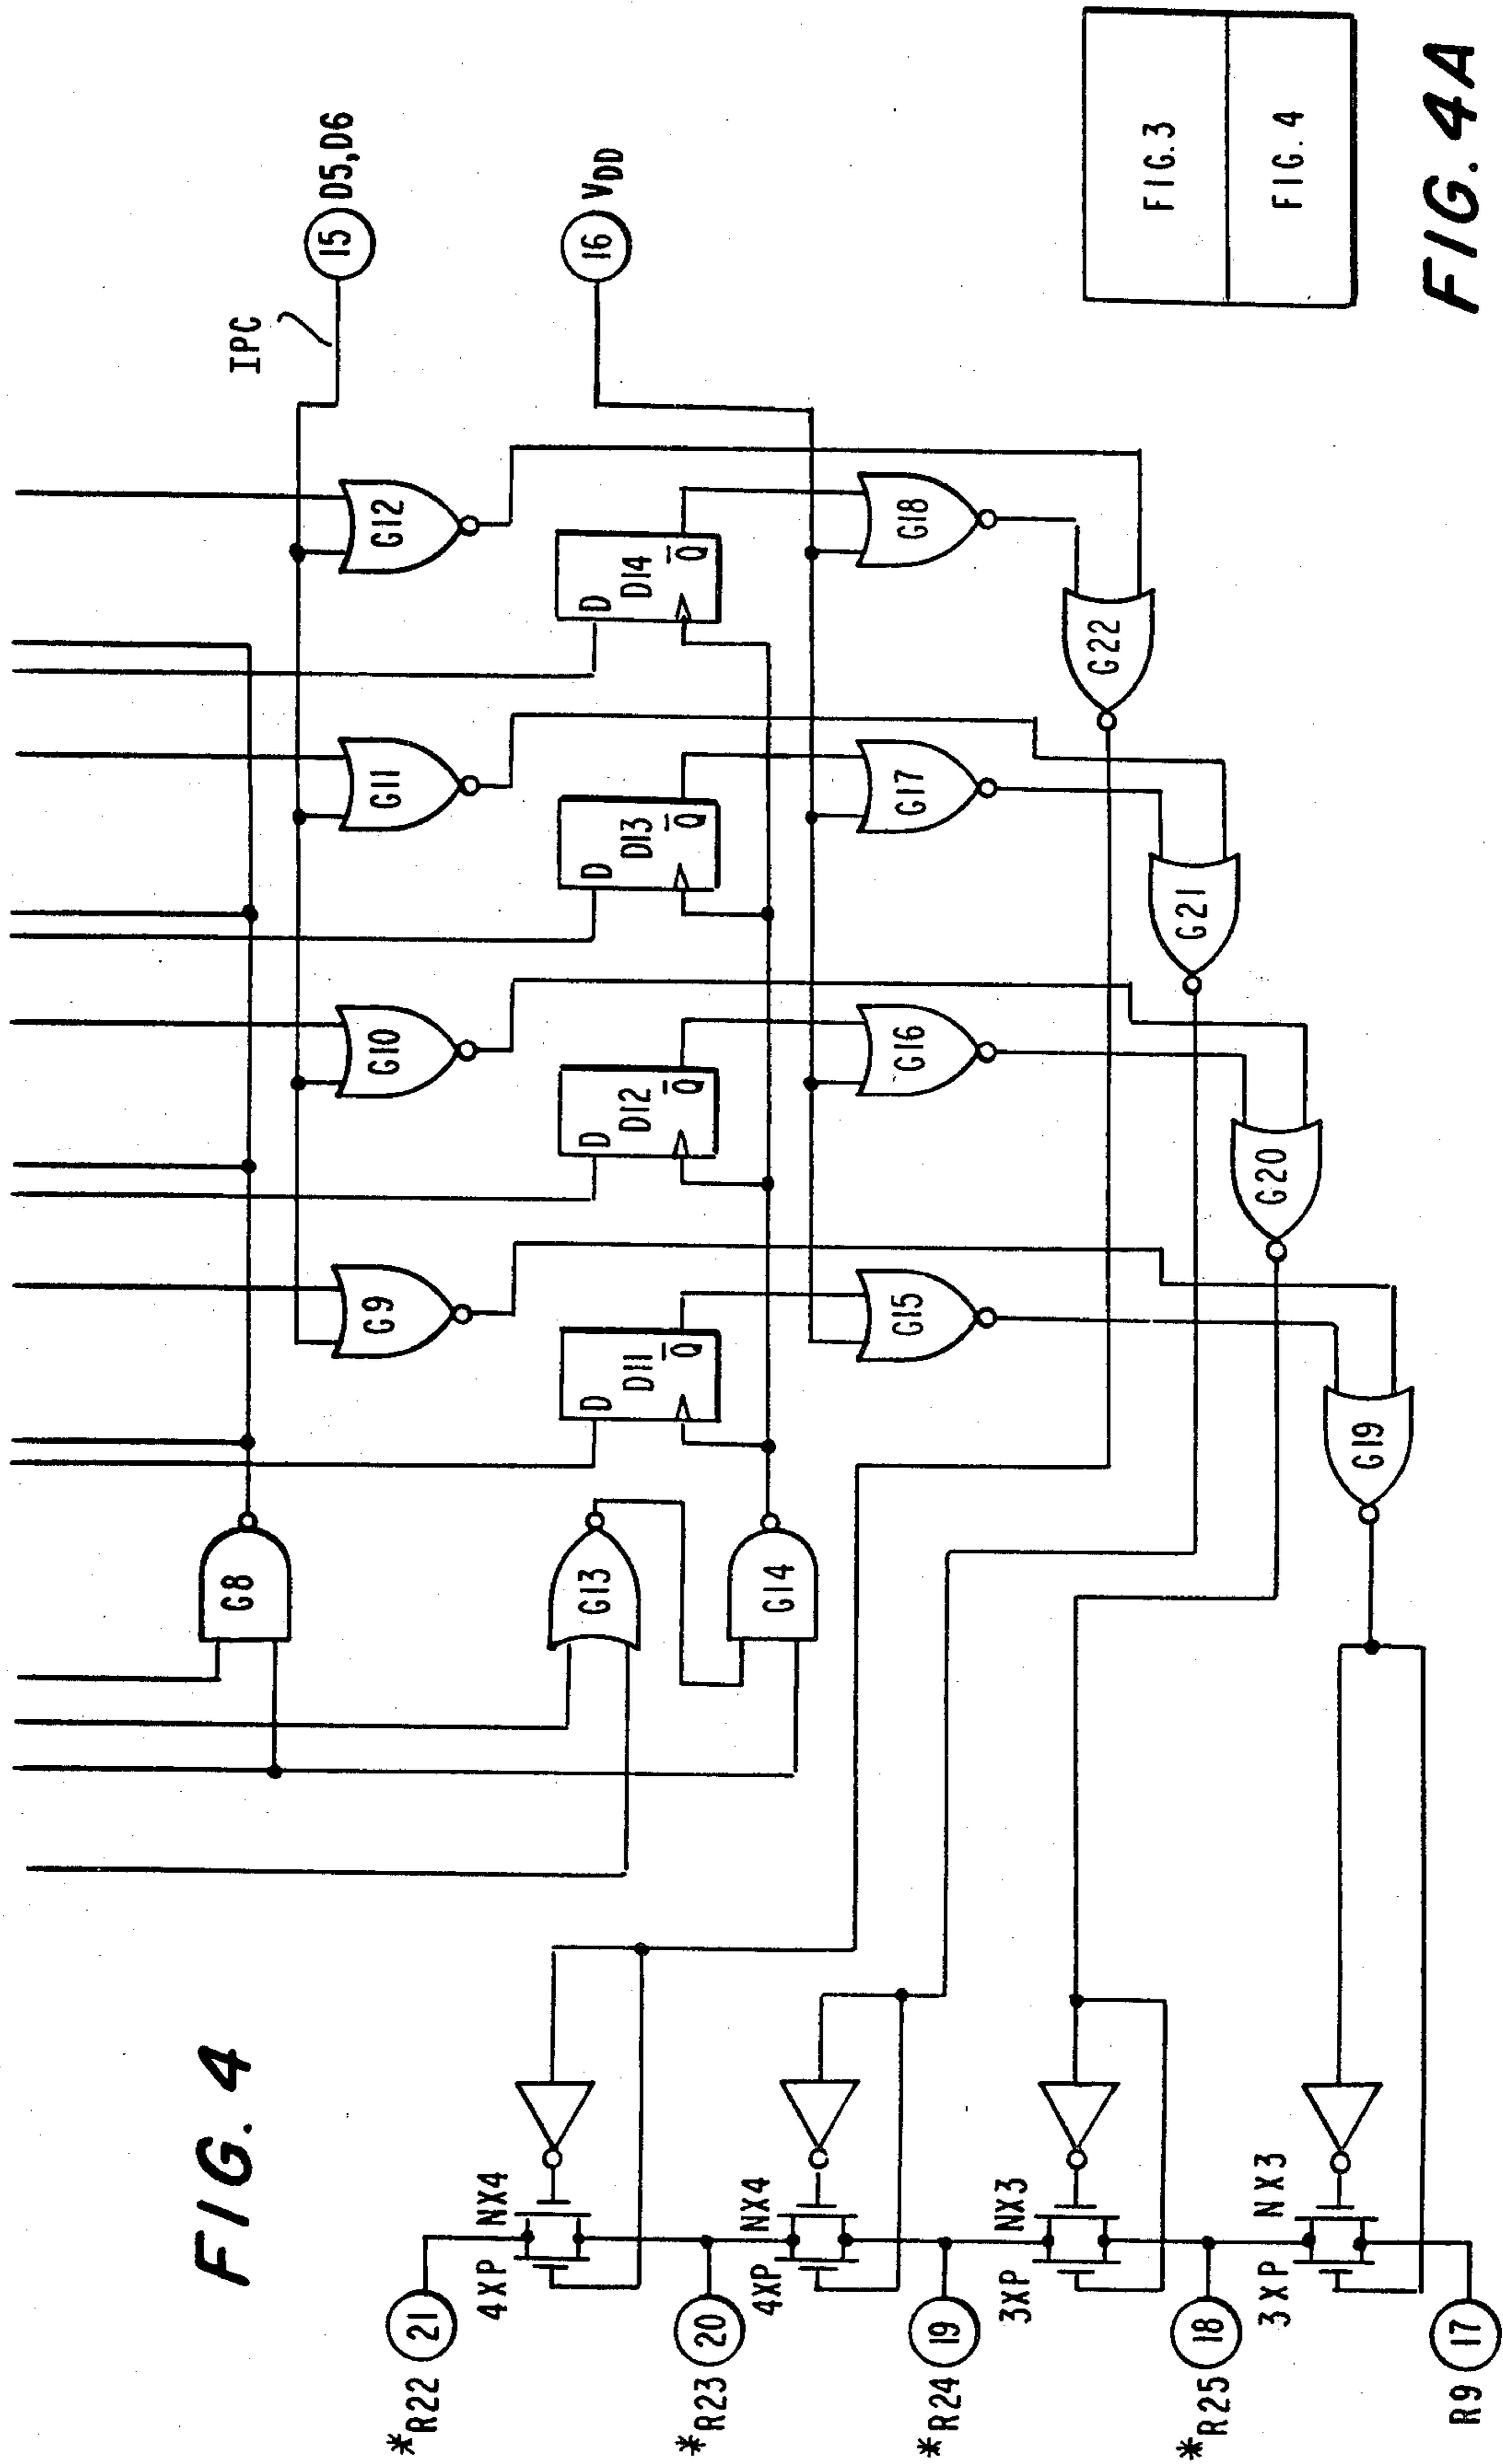 FIG. 4
IPC
15 D5,D6
16 VDD
G8
G9
G10
G11
G12
G13
G14
D D11 Q̅
D D12 Q̅
D D13 Q̅
D D14 Q̅
G15
G16
G17
G18
G19
G20
G21
G22
*R22 21
4XP NX4
*R23 20
4XP NX4
*R24 19
3XP NX3
*R25 18
3XP NX3
R9 17
FIG.3
FIG. 4
FIG. 4A